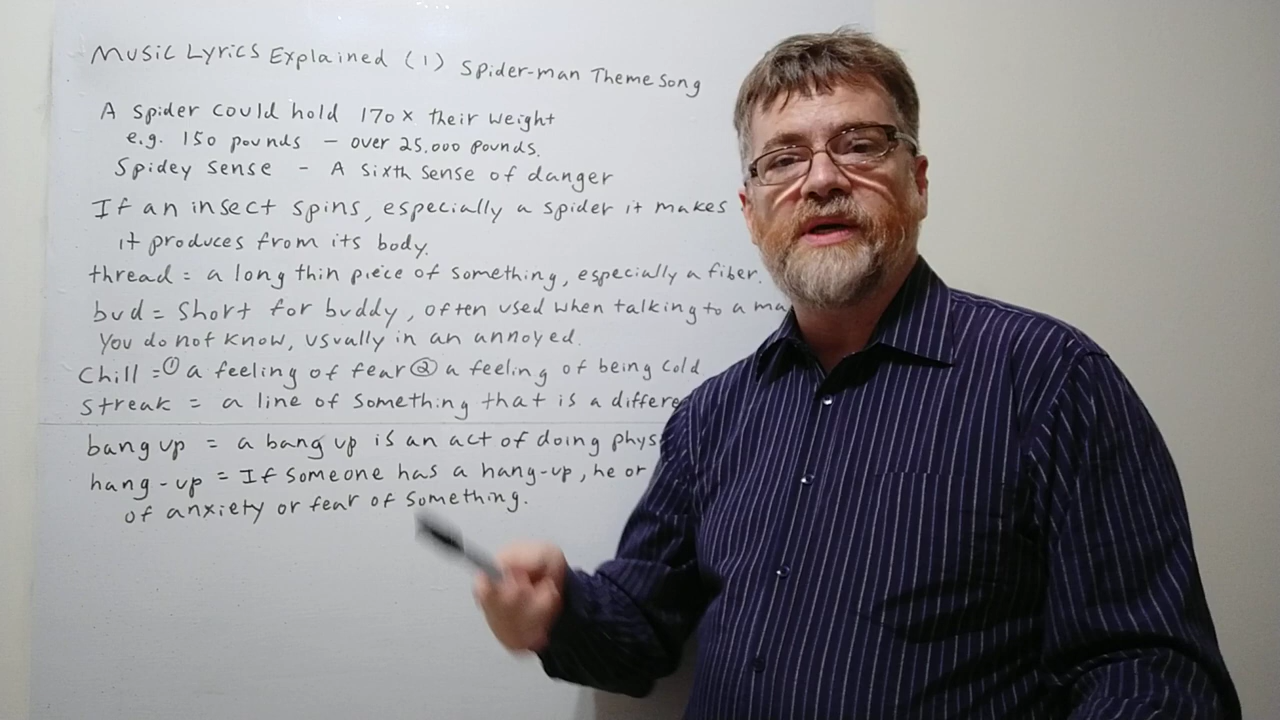 Music Lyrics Explained (1) Spider-man Theme Song
A spider could hold 170 x their weight
e.g. 150 pounds – over 25,000 pounds.
Spidey sense - A sixth sense of danger
If an insect spins, especially a spider it makes
it produces from its body.
thread = a long thin piece of something, especially a fiber.
bud = short for buddy, often used when talking to a
You do not know, usually in an annoyed.
Chill = ① a feeling of fear ② a feeling of being cold
streak = a line of something that is a
bang up = a bang up is an act of doing
hang-up = If someone has a hang-up, he or
of anxiety or fear of something.